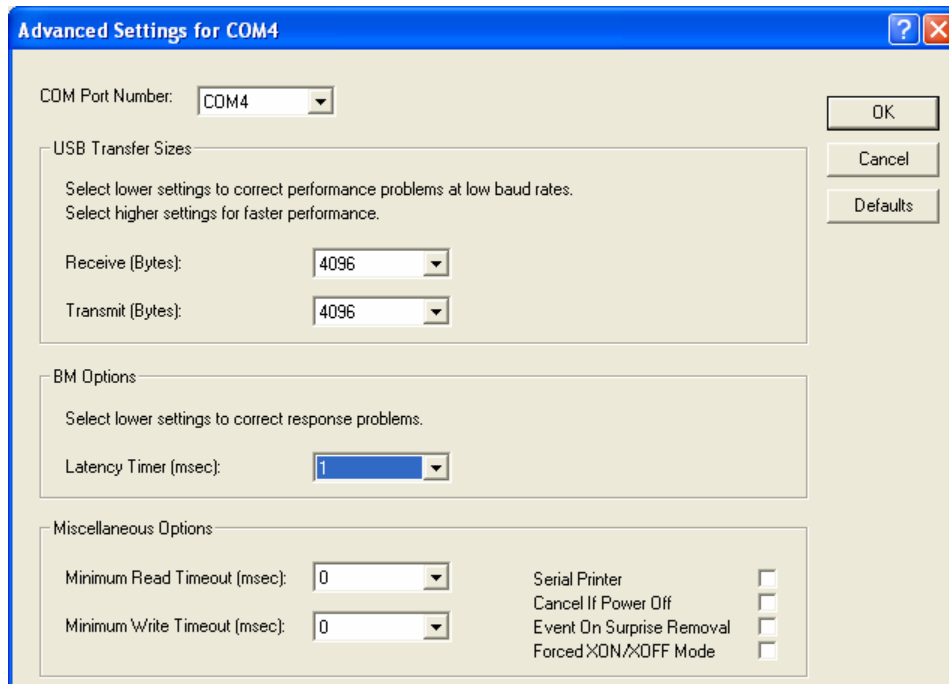 Advanced Settings for COM4
COM Port Number: COM4
OK
Cancel
Defaults
USB Transfer Sizes
Select lower settings to correct performance problems at low baud rates.
Select higher settings for faster performance.
Receive (Bytes): 4096
Transmit (Bytes): 4096
BM Options
Select lower settings to correct response problems.
Latency Timer (msec): 1
Miscellaneous Options
Minimum Read Timeout (msec): 0
Minimum Write Timeout (msec): 0
Serial Printer
Cancel If Power Off
Event On Surprise Removal
Forced XON/XOFF Mode